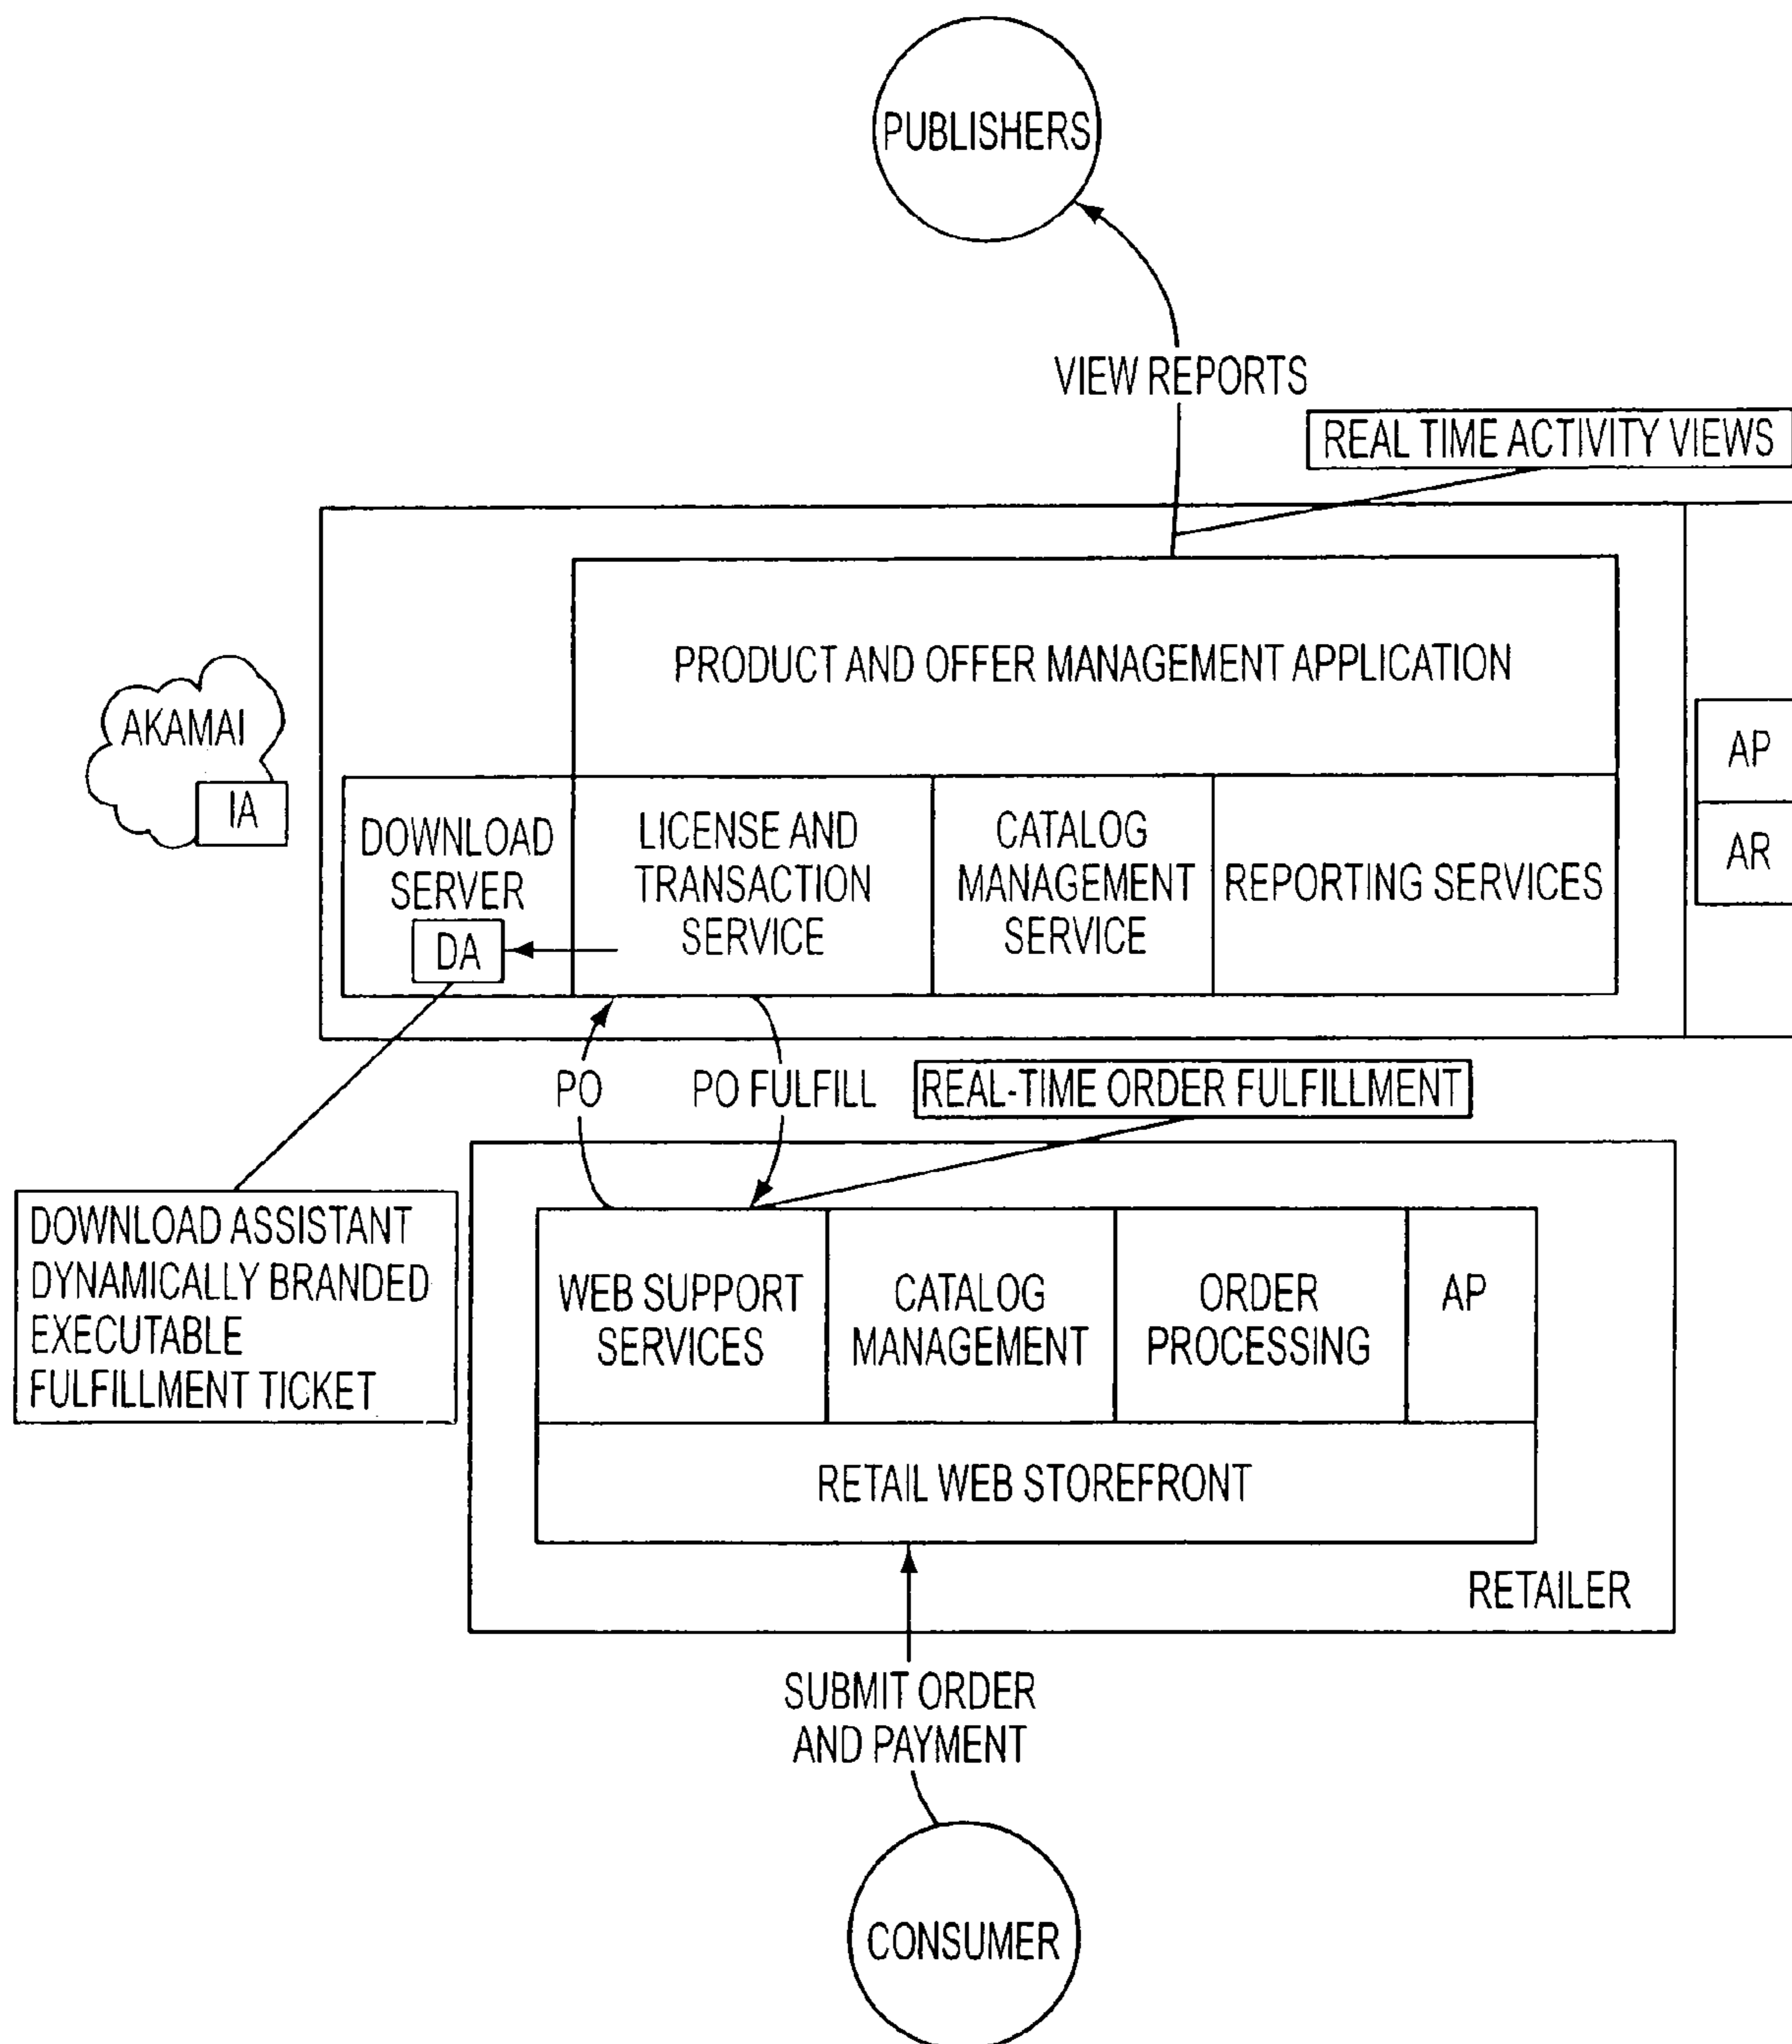 PUBLISHERS
VIEW REPORTS
REAL TIME ACTIVITY VIEWS
PRODUCT AND OFFER MANAGEMENT APPLICATION
AKAMAI
IA
DOWNLOAD
SERVER
DA
LICENSE AND
TRANSACTION
SERVICE
CATALOG
MANAGEMENT
SERVICE
REPORTING SERVICES
AP
AR
PO
PO FULFILL
REAL-TIME ORDER FULFILLMENT
DOWNLOAD ASSISTANT
DYNAMICALLY BRANDED
EXECUTABLE
FULFILLMENT TICKET
WEB SUPPORT
SERVICES
CATALOG
MANAGEMENT
ORDER
PROCESSING
AP
RETAIL WEB STOREFRONT
RETAILER
SUBMIT ORDER
AND PAYMENT
CONSUMER